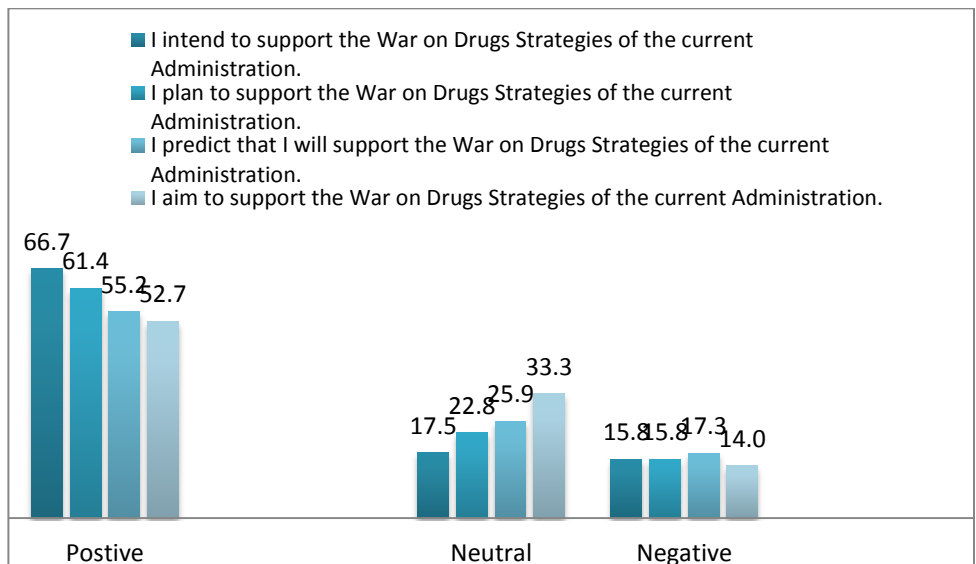 I intend to support the War on Drugs Strategies of the current
Administration.
I plan to support the War on Drugs Strategies of the current
Administration.
I predict that I will support the War on Drugs Strategies of the current
Administration.
I aim to support the War on Drugs Strategies of the current Administration.
66.7
61.4
55.2
52.7
17.5
22.8
25.9
33.3
15.8
15.8
17.3
14.0
Postive
Neutral
Negative